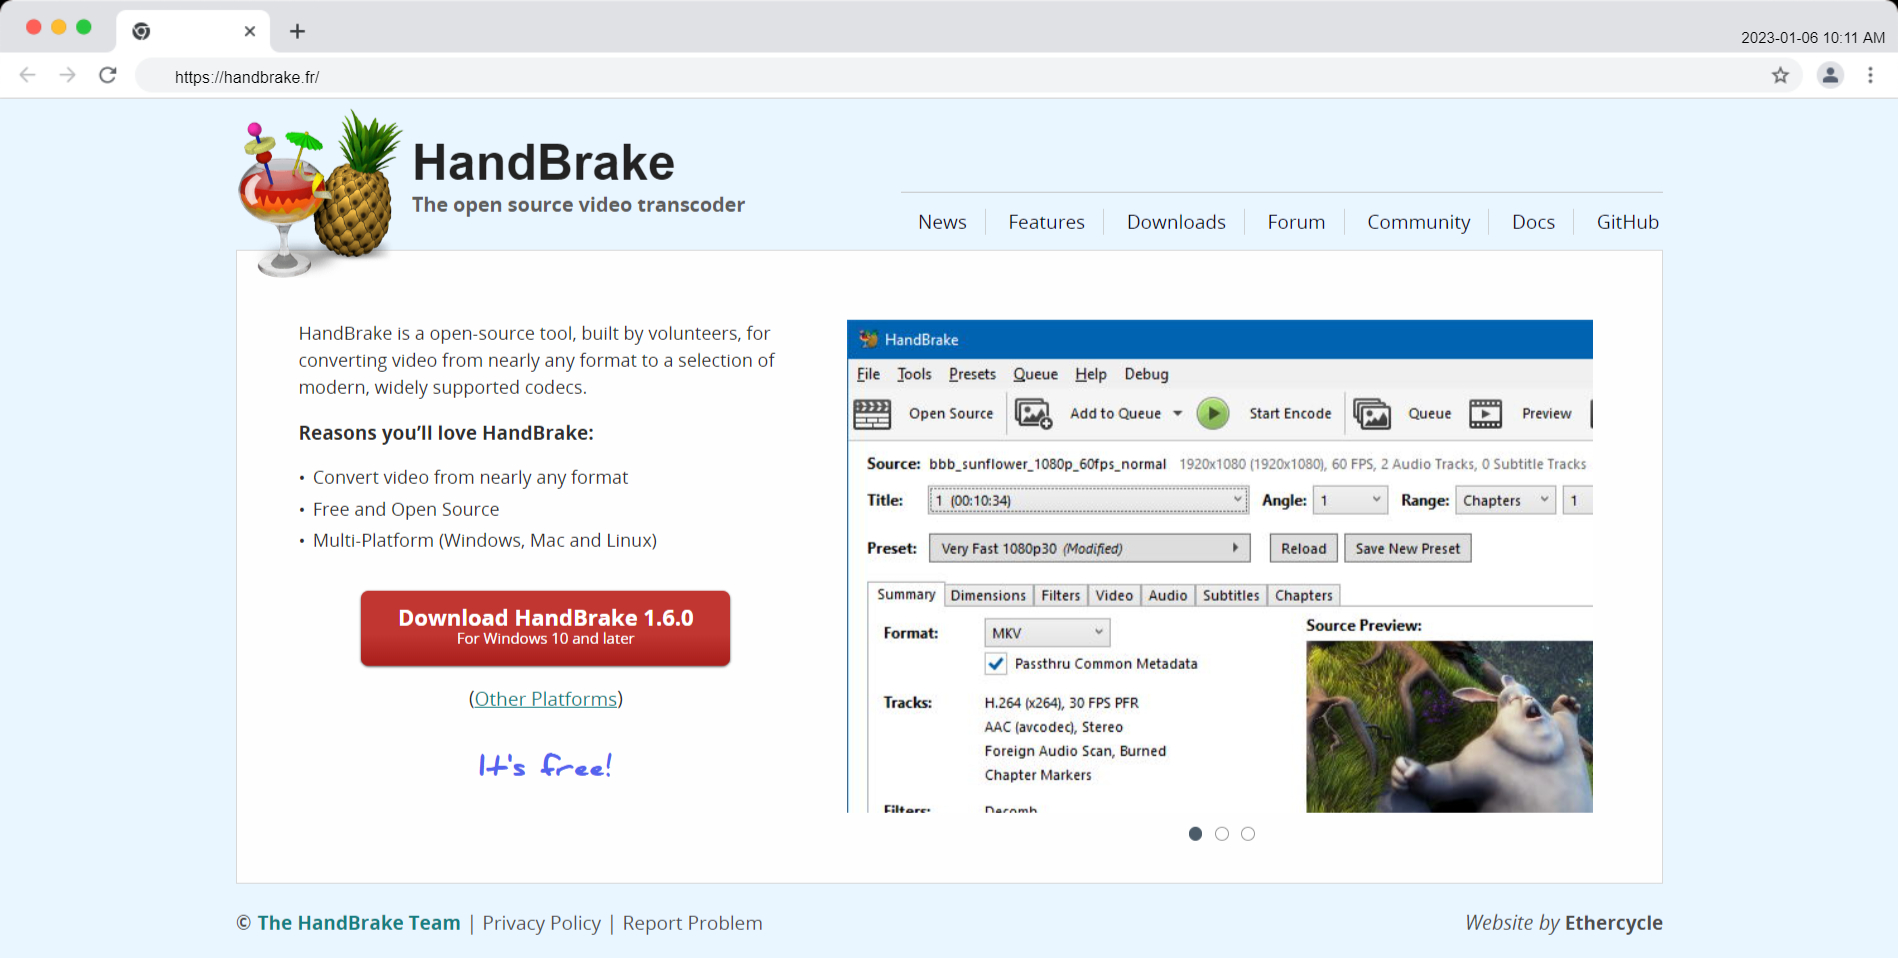 2023-01-06 10:11 AM
https://handbrake.fr/
HandBrake
The open source video transcoder
News
Features
Downloads
Forum
Community
Docs
GitHub
HandBrake is a open-source tool, built by volunteers, for
converting video from nearly any format to a selection of
modern, widely supported codecs.
Reasons you'll love HandBrake:
• Convert video from nearly any format
• Free and Open Source
• Multi-Platform (Windows, Mac and Linux)
Download HandBrake 1.6.0
For Windows 10 and later
(Other Platforms)
It's free!
HandBrake
File Tools Presets Queue Help Debug
Open Source Add to Queue Start Encode Queue Preview
Source: bbb_sunflower_1080p_60fps_normal 1920x1080 (1920x1080), 60 FPS, 2 Audio Tracks, 0 Subtitle Tracks
Title: 1 (00:10:34) Angle: 1 Range: Chapters 1
Preset: Very Fast 1080p30 (Modified) Reload Save New Preset
Summary Dimensions Filters Video Audio Subtitles Chapters
Format: MKV
Passthru Common Metadata
Tracks: H.264 (x264), 30 FPS PFR
AAC (avcodec), Stereo
Foreign Audio Scan, Burned
Chapter Markers
Filters: Decomb
Source Preview:
© The HandBrake Team | Privacy Policy | Report Problem
Website by Ethercycle